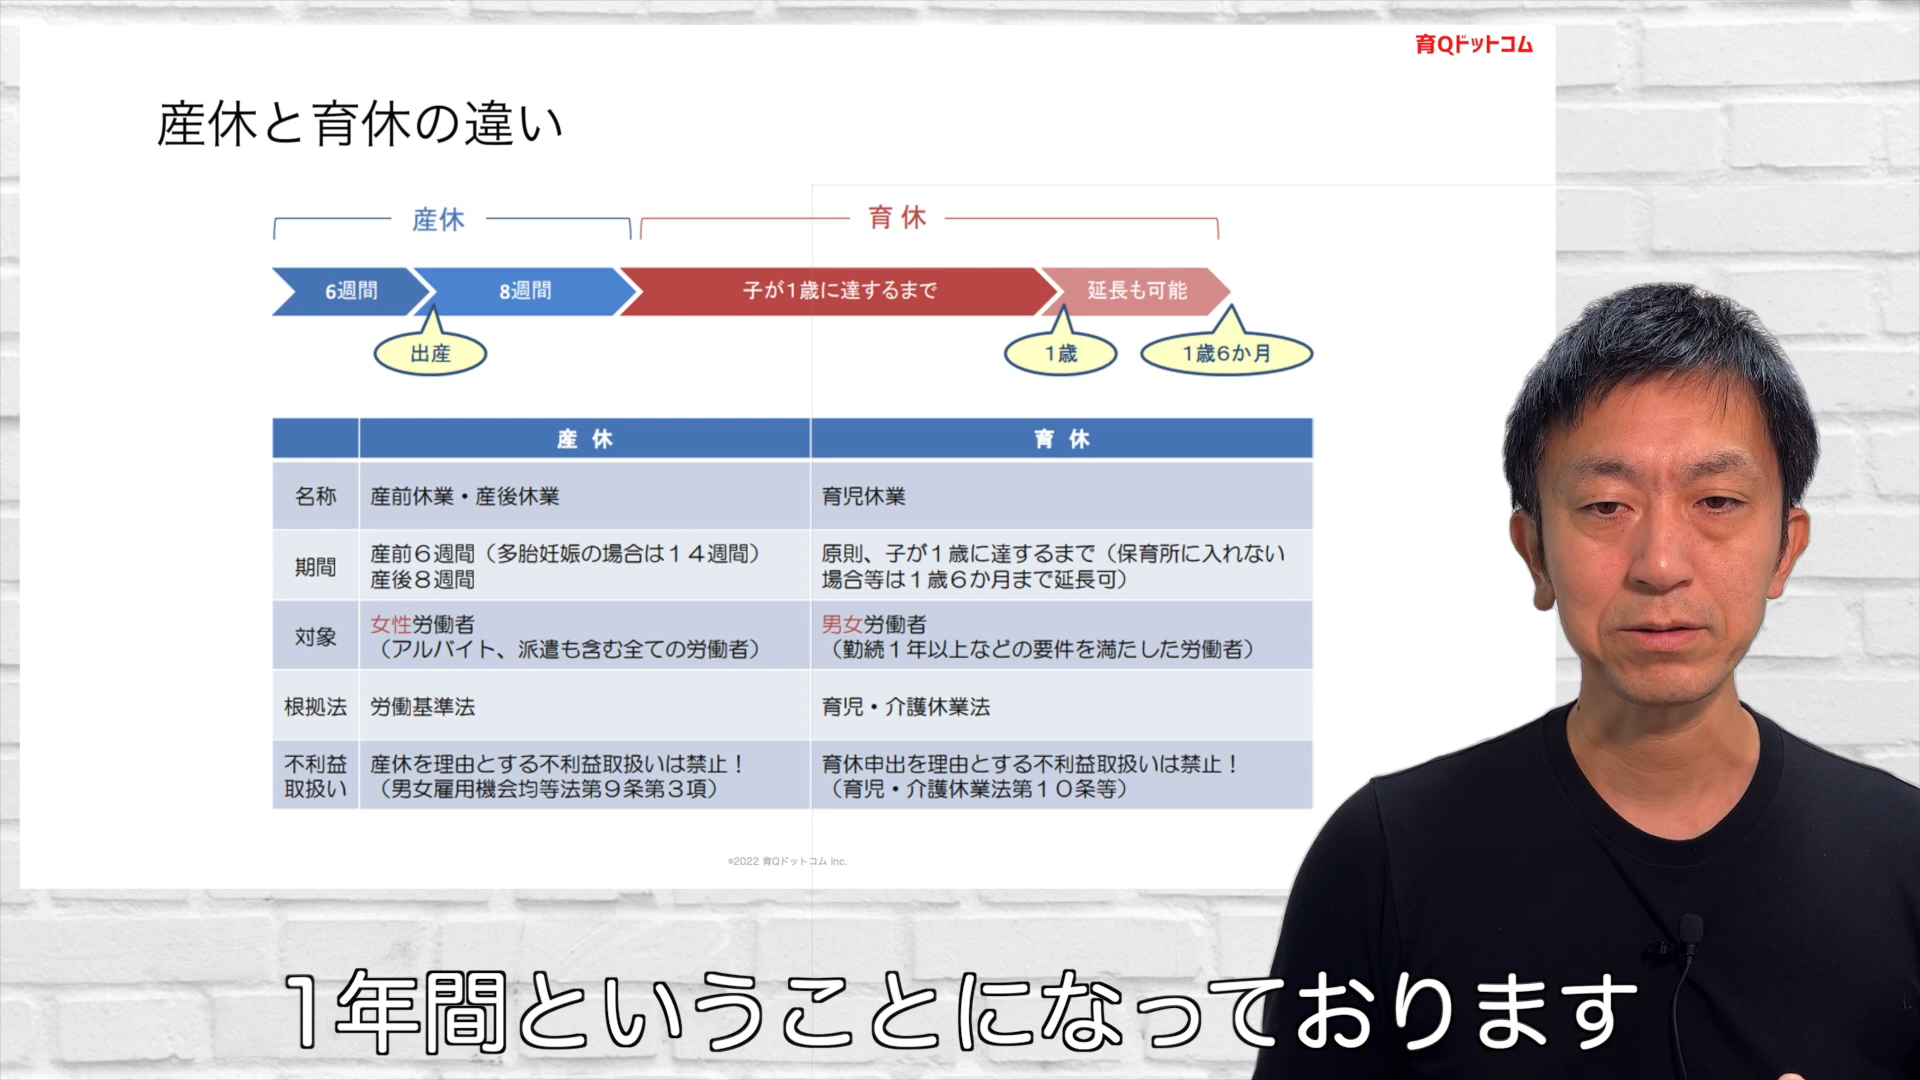 育Qドットコム
産休と育休の違い
産休
育休
6週間
8週間
子が1歳に達するまで
延長も可能
出産
1歳
1歳6か月
産休
育休
名称
産前休業・産後休業
育児休業
期間
産前6週間（多胎妊娠の場合は14週間）
産後8週間
原則、子が1歳に達するまで（保育所に入れない
場合等は1歳6か月まで延長可）
対象
女性労働者
（アルバイト、派遣も含む全ての労働者）
男女労働者
（勤続1年以上などの要件を満たした労働者）
根拠法
労働基準法
育児・介護休業法
不利益
取扱い
産休を理由とする不利益取扱いは禁止！
（男女雇用機会均等法第9条第3項）
育休申出を理由とする不利益取扱いは禁止！
（育児・介護休業法第10条等）
©2022 育Qドットコム Inc.
1年間ということになっております